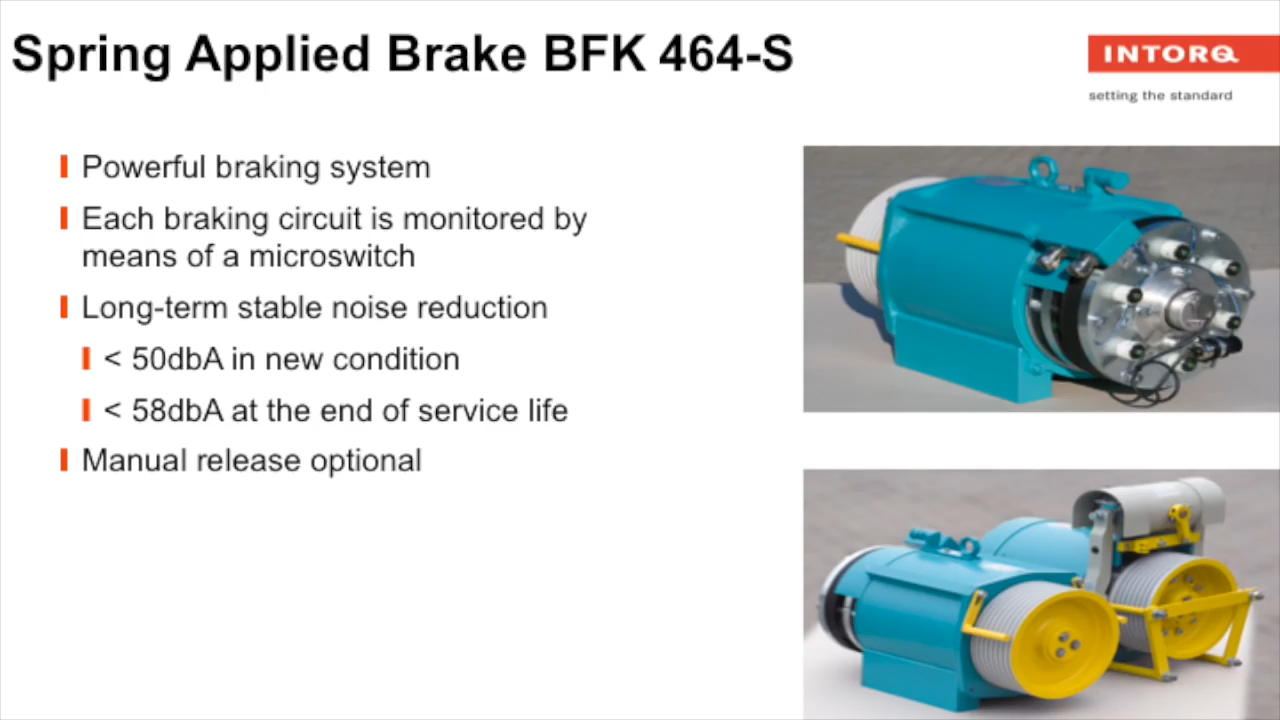 Spring Applied Brake BFK 464-S
INTORQ
setting the standard
Powerful braking system
Each braking circuit is monitored by
means of a microswitch
Long-term stable noise reduction
< 50dbA in new condition
< 58dbA at the end of service life
Manual release optional